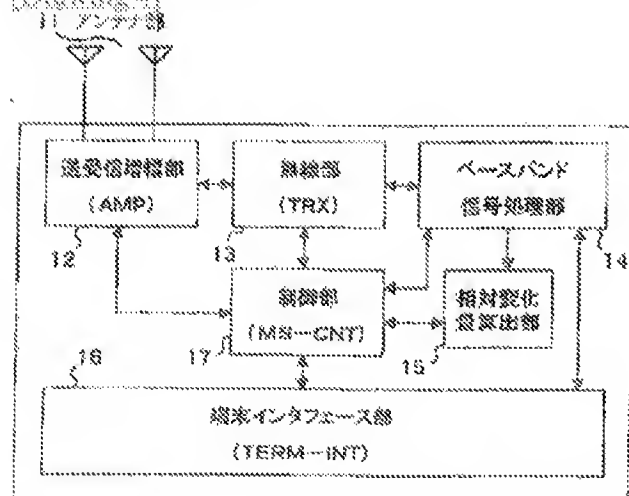 11 アンテナ部
送受信増幅部
(AMP)
12
無線部
(TRX)
13
ベースバンド
信号処理部
14
制御部
(MS-CNT)
17
相対変化
量算出部
15
16
端末インタフェース部
(TERM-INT)